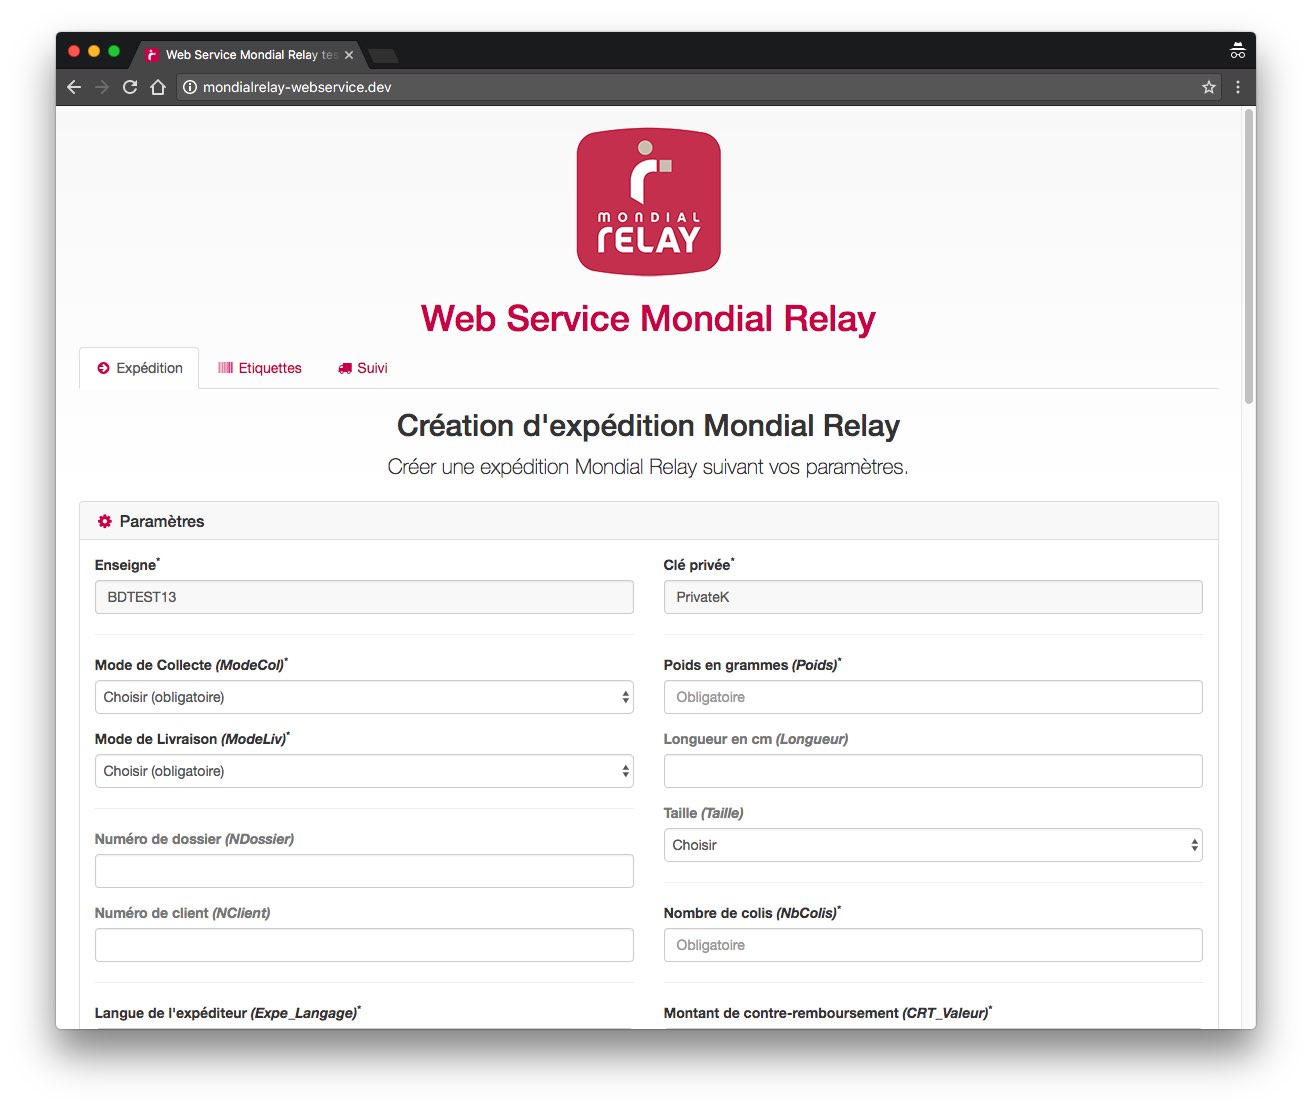 Web Service Mondial Relay tes
mondialrelay-webservice.dev
MONDIAL
RELAY
Web Service Mondial Relay
Expédition
Etiquettes
Suivi
Création d'expédition Mondial Relay
Créer une expédition Mondial Relay suivant vos paramètres.
Paramètres
Enseigne*
BDTEST13
Clé privée*
PrivateK
Mode de Collecte (ModeCol)*
Choisir (obligatoire)
Poids en grammes (Poids)*
Obligatoire
Mode de Livraison (ModeLiv)*
Choisir (obligatoire)
Longueur en cm (Longueur)
Taille (Taille)
Choisir
Numéro de dossier (NDossier)
Numéro de client (NClient)
Nombre de colis (NbColis)*
Obligatoire
Langue de l'expéditeur (Expe_Langage)*
Montant de contre-remboursement (CRT_Valeur)*